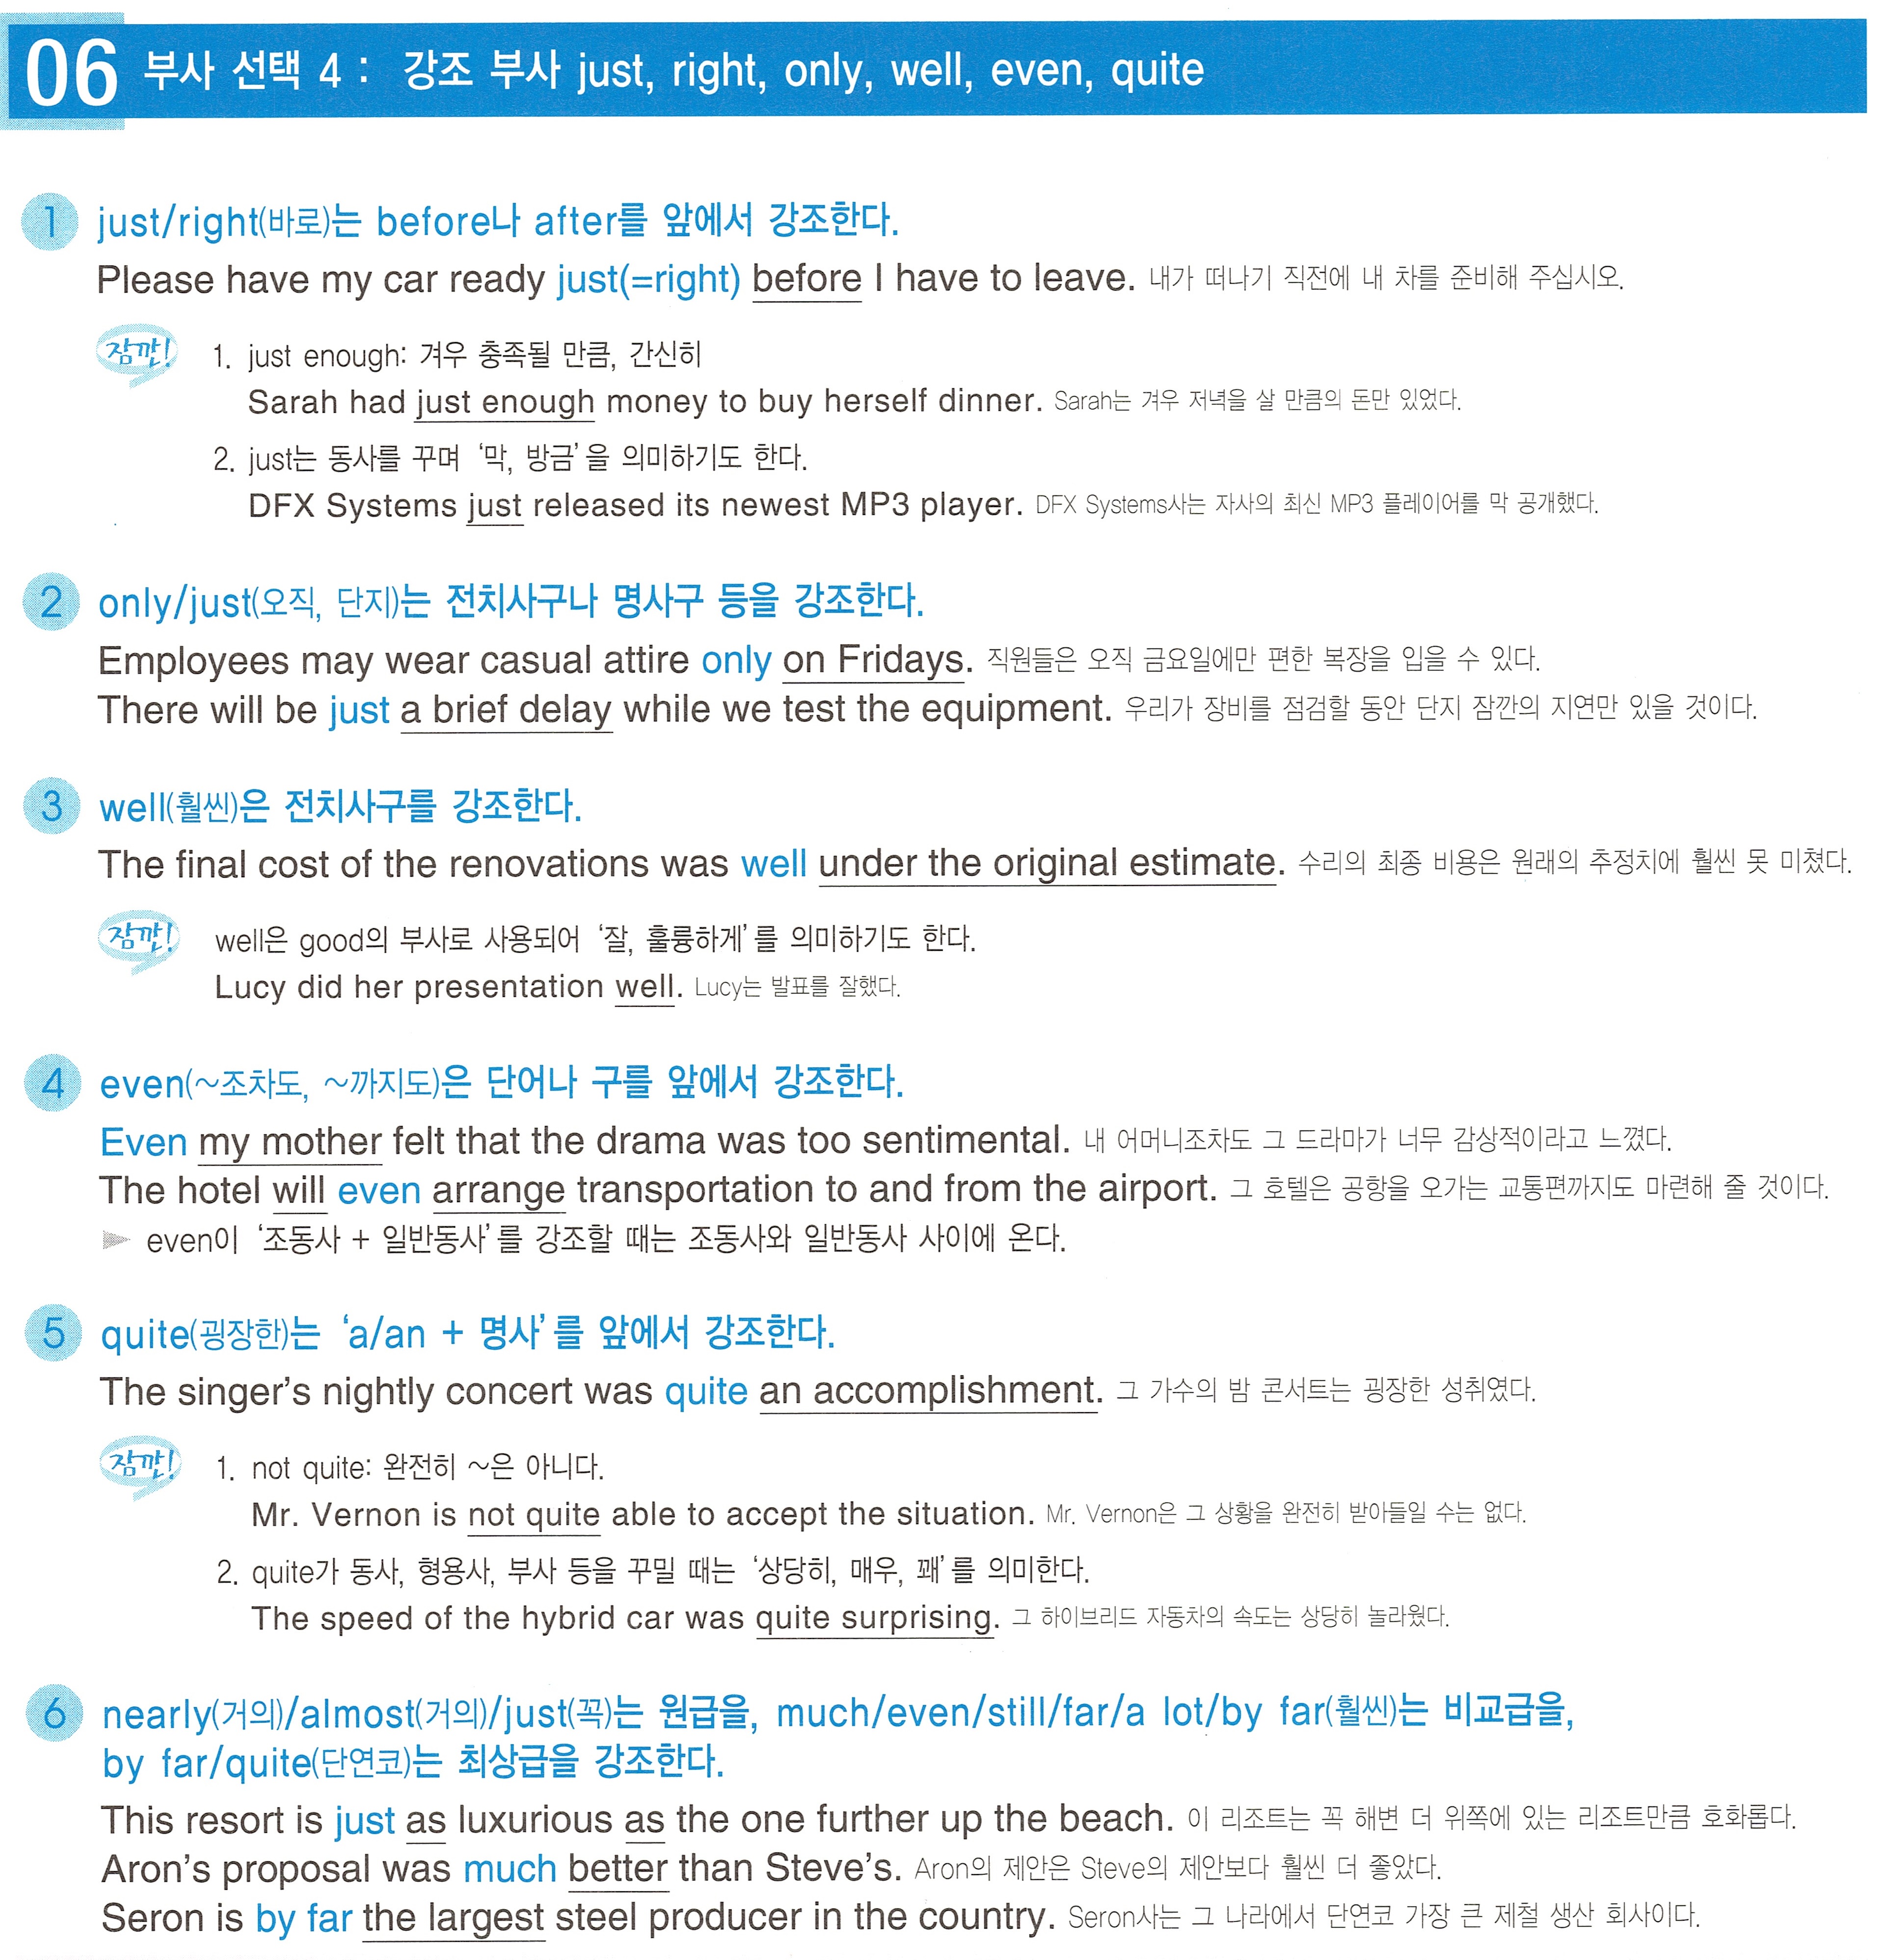 06 부사 선택 4 : 강조 부사 just, right, only, well, even, quite
1 just/right(바로)는 before나 after를 앞에서 강조한다.
Please have my car ready just(=right) before I have to leave. 내가 떠나기 직전에 내 차를 준비해 주십시오.
잠깐! 1. just enough: 겨우 충족될 만큼, 간신히
Sarah had just enough money to buy herself dinner. Sarah는 겨우 저녁을 살 만큼의 돈만 있었다.
2. just는 동사를 꾸며 ‘막, 방금’을 의미하기도 한다.
DFX Systems just released its newest MP3 player. DFX Systems사는 자사의 최신 MP3 플레이어를 막 공개했다.
2 only/just(오직, 단지)는 전치사구나 명사구 등을 강조한다.
Employees may wear casual attire only on Fridays. 직원들은 오직 금요일에만 편한 복장을 입을 수 있다.
There will be just a brief delay while we test the equipment. 우리가 장비를 점검할 동안 단지 잠깐의 지연만 있을 것이다.
3 well(훨씬)은 전치사구를 강조한다.
The final cost of the renovations was well under the original estimate. 수리의 최종 비용은 원래의 추정치에 훨씬 못 미쳤다.
잠깐! well은 good의 부사로 사용되어 ‘잘, 훌륭하게’를 의미하기도 한다.
Lucy did her presentation well. Lucy는 발표를 잘했다.
4 even(~조차도, ~까지도)은 단어나 구를 앞에서 강조한다.
Even my mother felt that the drama was too sentimental. 내 어머니조차도 그 드라마가 너무 감상적이라고 느꼈다.
The hotel will even arrange transportation to and from the airport. 그 호텔은 공항을 오가는 교통편까지도 마련해 줄 것이다.
▶ even이 ‘조동사 + 일반동사’를 강조할 때는 조동사와 일반동사 사이에 온다.
5 quite(굉장한)는 ‘a/an + 명사’를 앞에서 강조한다.
The singer’s nightly concert was quite an accomplishment. 그 가수의 밤 콘서트는 굉장한 성취였다.
잠깐! 1. not quite: 완전히 ~은 아니다.
Mr. Vernon is not quite able to accept the situation. Mr. Vernon은 그 상황을 완전히 받아들일 수는 없다.
2. quite가 동사, 형용사, 부사 등을 꾸밀 때는 ‘상당히, 매우, 꽤’를 의미한다.
The speed of the hybrid car was quite surprising. 그 하이브리드 자동차의 속도는 상당히 놀라웠다.
6 nearly(거의)/almost(거의)/just(꼭)는 원급을, much/even/still/far/a lot/by far(훨씬)는 비교급을,
by far/quite(단연코)는 최상급을 강조한다.
This resort is just as luxurious as the one further up the beach. 이 리조트는 꼭 해변 더 위쪽에 있는 리조트만큼 호화롭다.
Aron’s proposal was much better than Steve’s. Aron의 제안은 Steve의 제안보다 훨씬 더 좋았다.
Seron is by far the largest steel producer in the country. Seron사는 그 나라에서 단연코 가장 큰 제철 생산 회사이다.